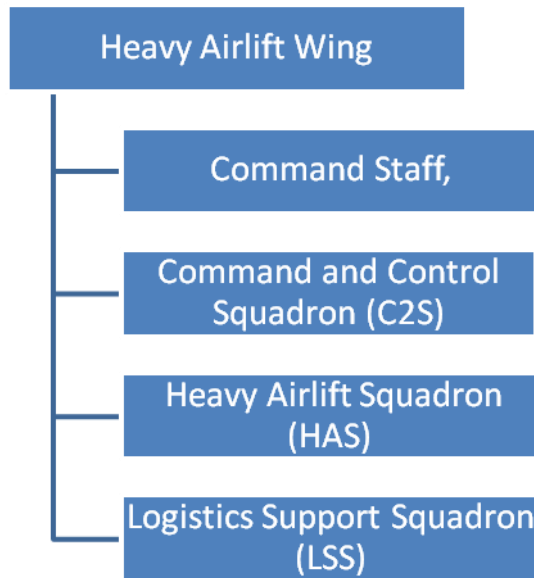 Heavy Airlift Wing
Command Staff,
Command and Control
Squadron (C2S)
Heavy Airlift Squadron
(HAS)
Logistics Support Squadron
(LSS)